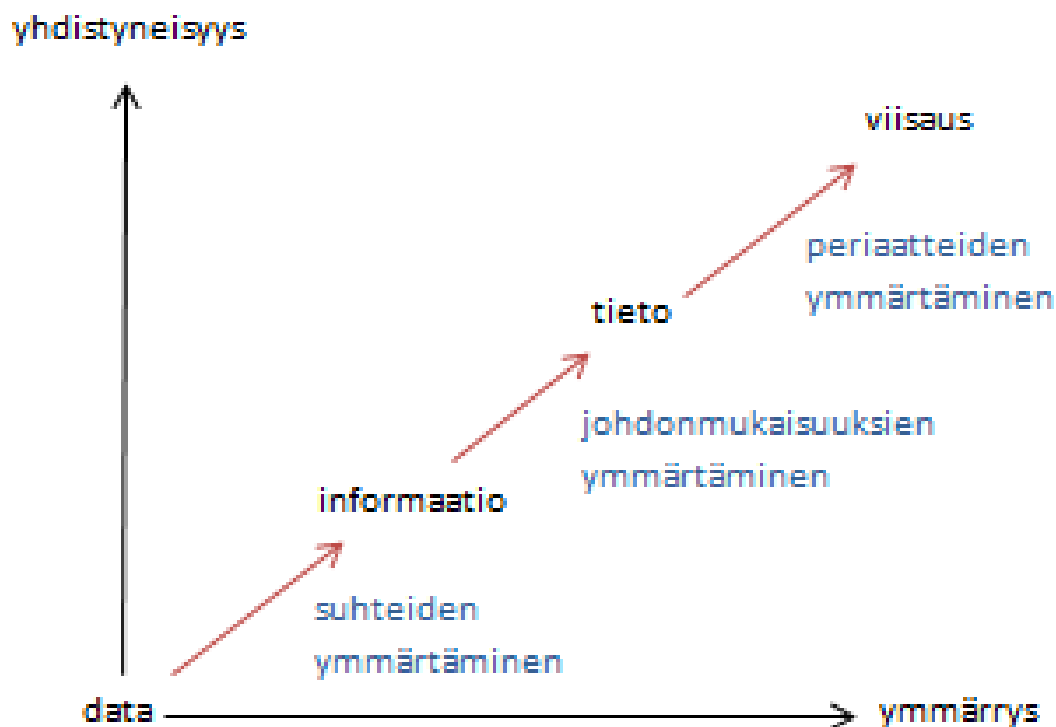 yhdistyneisyys
viisaus
periaatteiden
ymmärtäminen
tieto
johdonmukaisuuksien
ymmärtäminen
informaatio
suhteiden
ymmärtäminen
data
ymmärrys